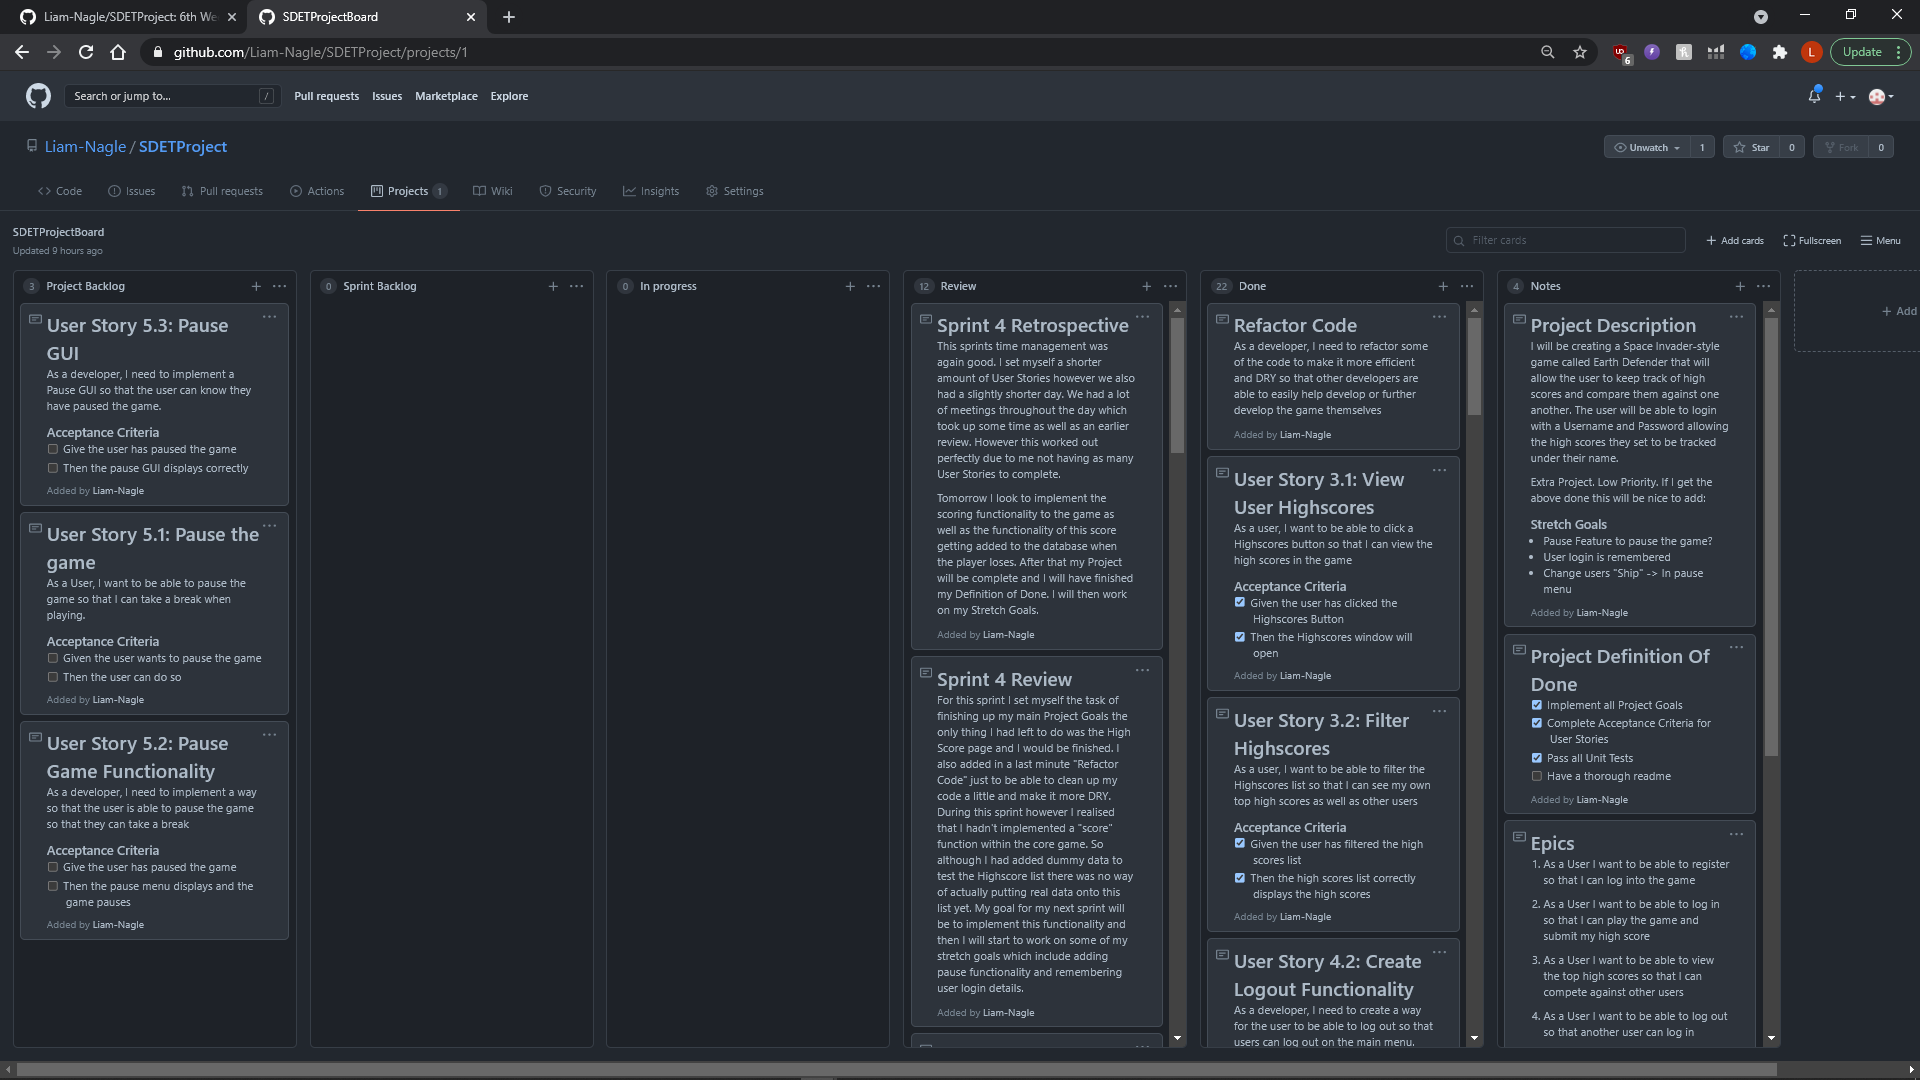 Liam-Nagle/SDETProject: 6th We
SDETProjectBoard
github.com/Liam-Nagle/SDETProject/projects/1
6
L
Update
Search or jump to...
/
Pull requests
Issues
Marketplace
Explore
Liam-Nagle / SDETProject
Unwatch
1
Star
0
Fork
0
Code
Issues
Pull requests
Actions
Projects 1
Wiki
Security
Insights
Settings
SDETProjectBoard
Updated 9 hours ago
Filter cards
Add cards
Fullscreen
Menu
3 Project Backlog
User Story 5.3: Pause
GUI
As a developer, I need to implement a
Pause GUI so that the user can know they
have paused the game.
Acceptance Criteria
Give the user has paused the game
Then the pause GUI displays correctly
Added by Liam-Nagle
User Story 5.1: Pause the
game
As a User, I want to be able to pause the
game so that I can take a break when
playing.
Acceptance Criteria
Given the user wants to pause the game
Then the user can do so
Added by Liam-Nagle
User Story 5.2: Pause
Game Functionality
As a developer, I need to implement a way
so that the user is able to pause the game
so that they can take a break
Acceptance Criteria
Give the user has paused the game
Then the pause menu displays and the
game pauses
Added by Liam-Nagle
0 Sprint Backlog
0 In progress
12 Review
Sprint 4 Retrospective
This sprints time management was
again good. I set myself a shorter
amount of User Stories however we also
had a slightly shorter day. We had a lot
of meetings throughout the day which
took up some time as well as an earlier
review. However this worked out
perfectly due to me not having as many
User Stories to complete.
Tomorrow I look to implement the
scoring functionality to the game as
well as the functionality of this score
getting added to the database when
the player loses. After that my Project
will be complete and I will have finished
my Definition of Done. I will then work
on my Stretch Goals.
Added by Liam-Nagle
Sprint 4 Review
For this sprint I set myself the task of
finishing up my main Project Goals the
only thing I had left to do was the High
Score page and I would be finished. I
also added in a last minute "Refactor
Code" just to be able to clean up my
code a little and make it more DRY.
During this sprint however I realised
that I hadn't implemented a "score"
function within the core game. So
although I had added dummy data to
test the Highscore list there was no way
of actually putting real data onto this
list yet. My goal for my next sprint will
be to implement this functionality and
then I will start to work on some of my
stretch goals which include adding
pause functionality and remembering
user login details.
Added by Liam-Nagle
22 Done
Refactor Code
As a developer, I need to refactor some
of the code to make it more efficient
and DRY so that other developers are
able to easily help develop or further
develop the game themselves
Added by Liam-Nagle
User Story 3.1: View
User Highscores
As a user, I want to be able to click a
Highscores button so that I can view the
high scores in the game
Acceptance Criteria
Given the user has clicked the
Highscores Button
Then the Highscores window will
open
Added by Liam-Nagle
User Story 3.2: Filter
Highscores
As a user, I want to be able to filter the
Highscores list so that I can see my own
top high scores as well as other users
Acceptance Criteria
Given the user has filtered the high
scores list
Then the high scores list correctly
displays the high scores
Added by Liam-Nagle
User Story 4.2: Create
Logout Functionality
As a developer, I need to create a way
for the user to be able to log out so that
users can log out on the main menu.
4 Notes
Project Description
I will be creating a Space Invader-style
game called Earth Defender that will
allow the user to keep track of high
scores and compare them against one
another. The user will be able to login
with a Username and Password allowing
the high scores they set to be tracked
under their name.
Extra Project. Low Priority. If I get the
above done this will be nice to add:
Stretch Goals
• Pause Feature to pause the game?
• User login is remembered
• Change users "Ship" -> In pause
menu
Added by Liam-Nagle
Project Definition Of
Done
Implement all Project Goals
Complete Acceptance Criteria for
User Stories
Pass all Unit Tests
Have a thorough readme
Added by Liam-Nagle
Epics
1. As a User I want to be able to register
so that I can log into the game
2. As a User I want to be able to log in
so that I can play the game and
submit my high score
3. As a User I want to be able to view
the top high scores so that I can
compete against other users
4. As a User I want to be able to log out
so that another user can log in
+ Add